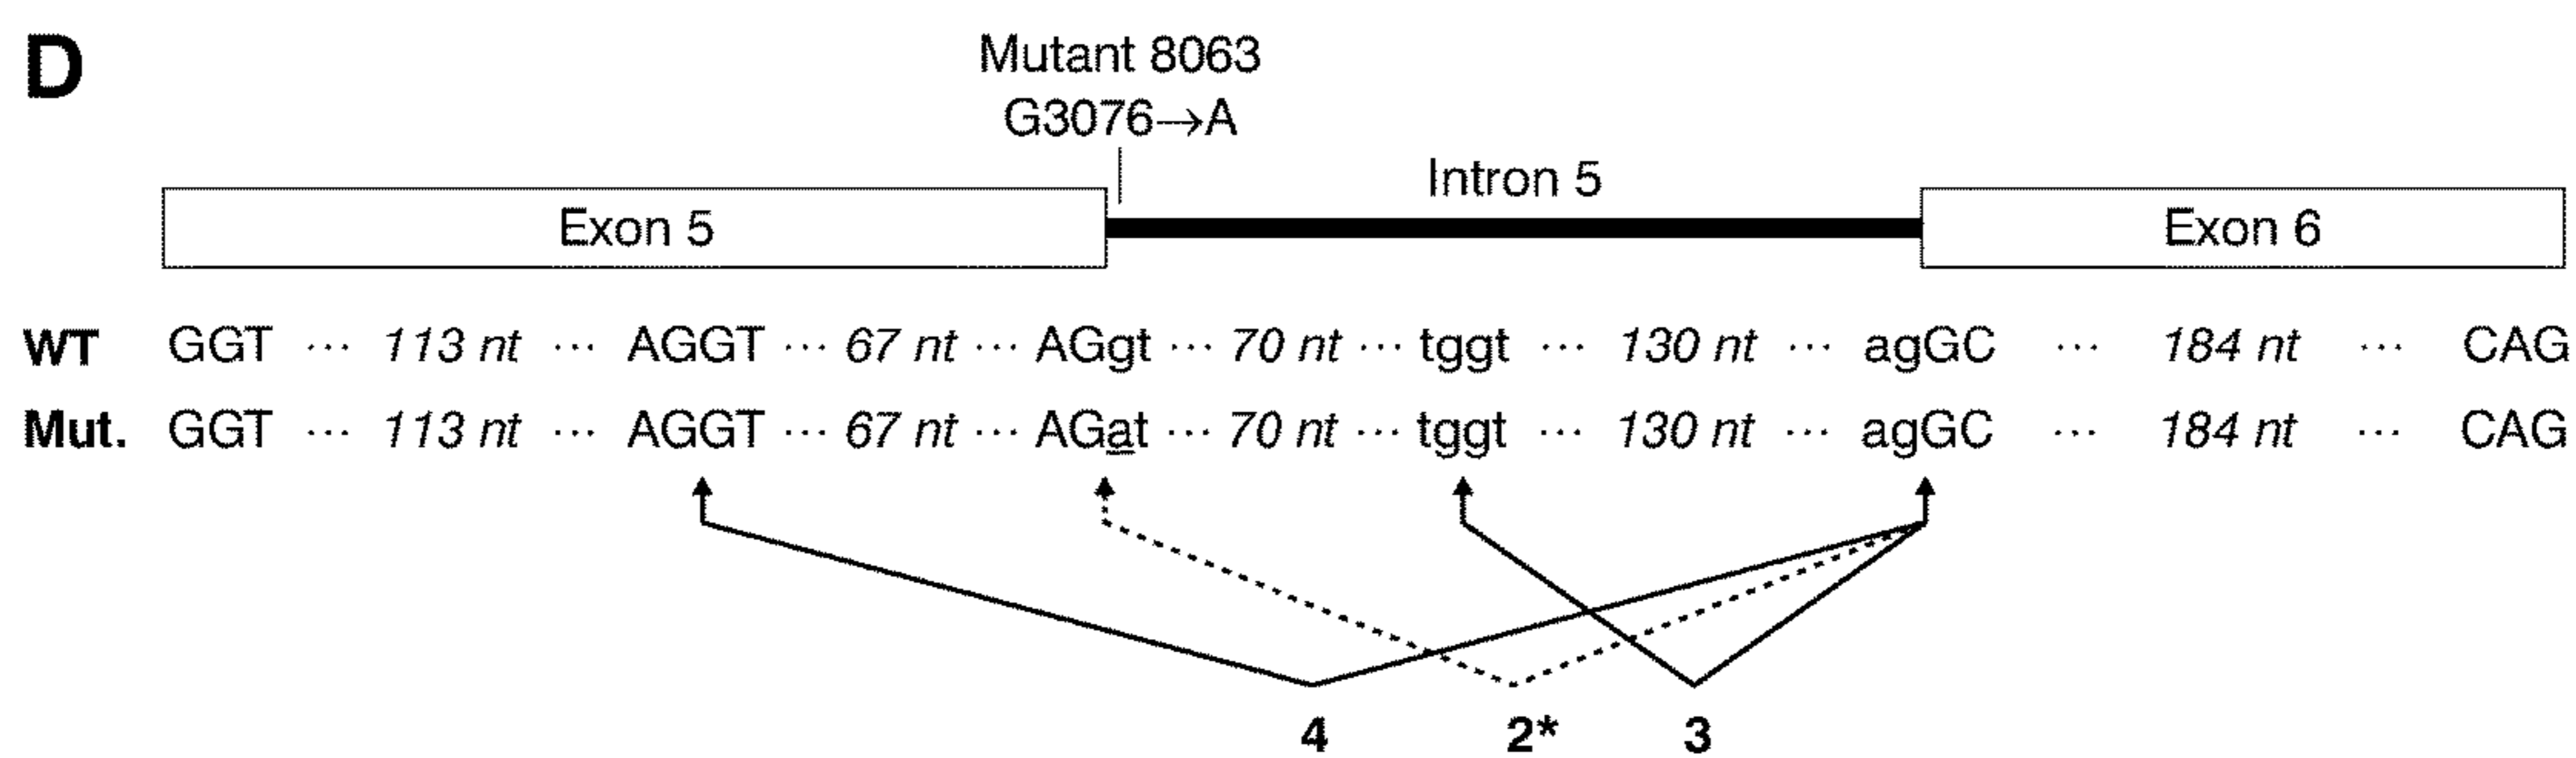 D
Mutant 8063
G3076→A
Intron 5
Exon 5
Exon 6
WT GGT ··· 113 nt ··· AGGT ··· 67 nt ··· AGgt ··· 70 nt ··· tggt ··· 130 nt ··· agGC ··· 184 nt ··· CAG
Mut. GGT ··· 113 nt ··· AGGT ··· 67 nt ··· AGat ··· 70 nt ··· tggt ··· 130 nt ··· agGC ··· 184 nt ··· CAG
4 2* 3